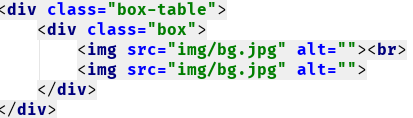 <div class="box-table">
    <div class="box">
        <img src="img/bg.jpg" alt=""><br>
        <img src="img/bg.jpg" alt="">
    </div>
</div>